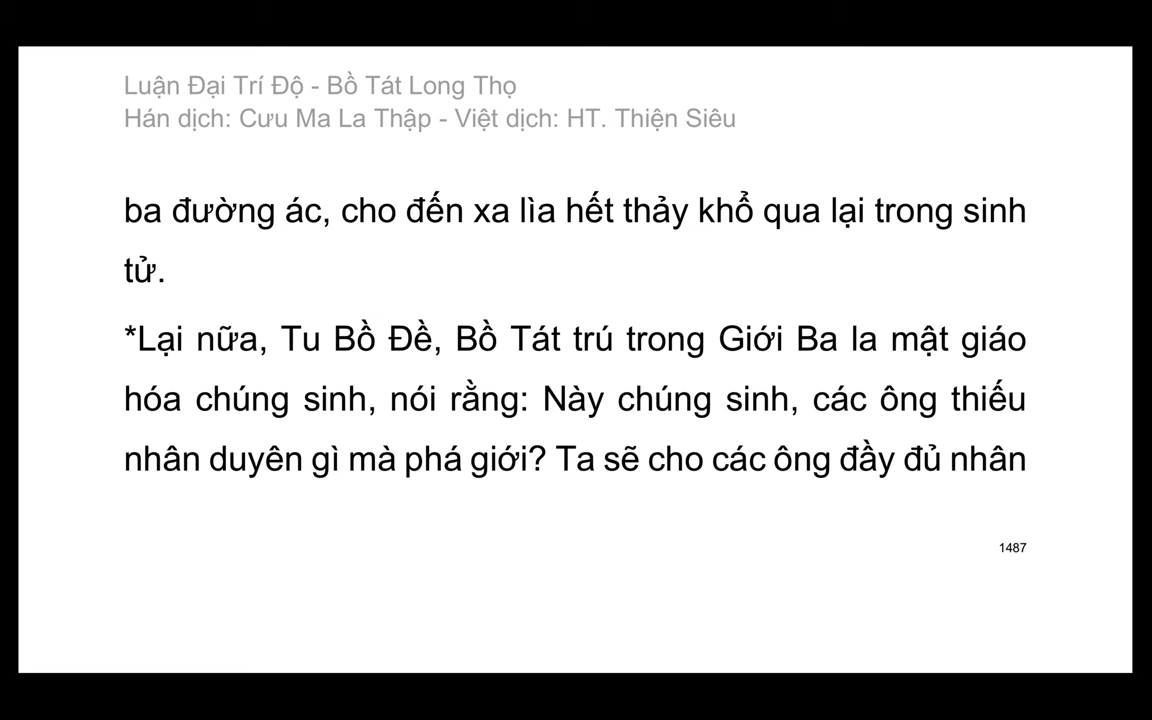 Luận Đại Trí Độ - Bồ Tát Long Thọ
Hán dịch: Cưu Ma La Thập - Việt dịch: HT. Thiện Siêu
ba đường ác, cho đến xa lìa hết thảy khổ qua lại trong sinh
tử.
*Lại nữa, Tu Bồ Đề, Bồ Tát trú trong Giới Ba la mật giáo
hóa chúng sinh, nói rằng: Này chúng sinh, các ông thiếu
nhân duyên gì mà phá giới? Ta sẽ cho các ông đầy đủ nhân
1487